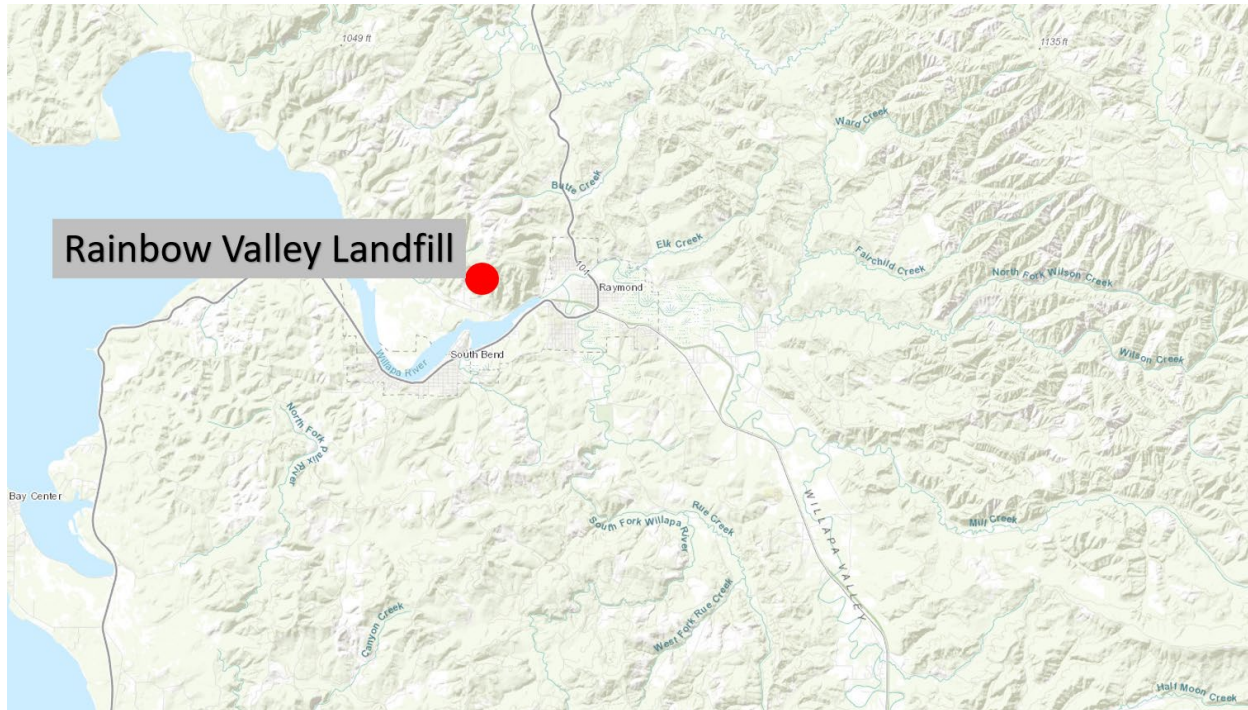 1049 ft
1135 ft
Ward Creek
Butte Creek
Rainbow Valley Landfill
Elk Creek
101
Fairchild Creek
North Fork Wilson Creek
Raymond
Willapa River
South Bend
Wilson Creek
North Fork Palix River
Bay Center
South Fork Willapa River
Rue Creek
Mill Creek
WILLAPA VALLEY
West Fork Rue Creek
Canyon Creek
Half Moon Creek